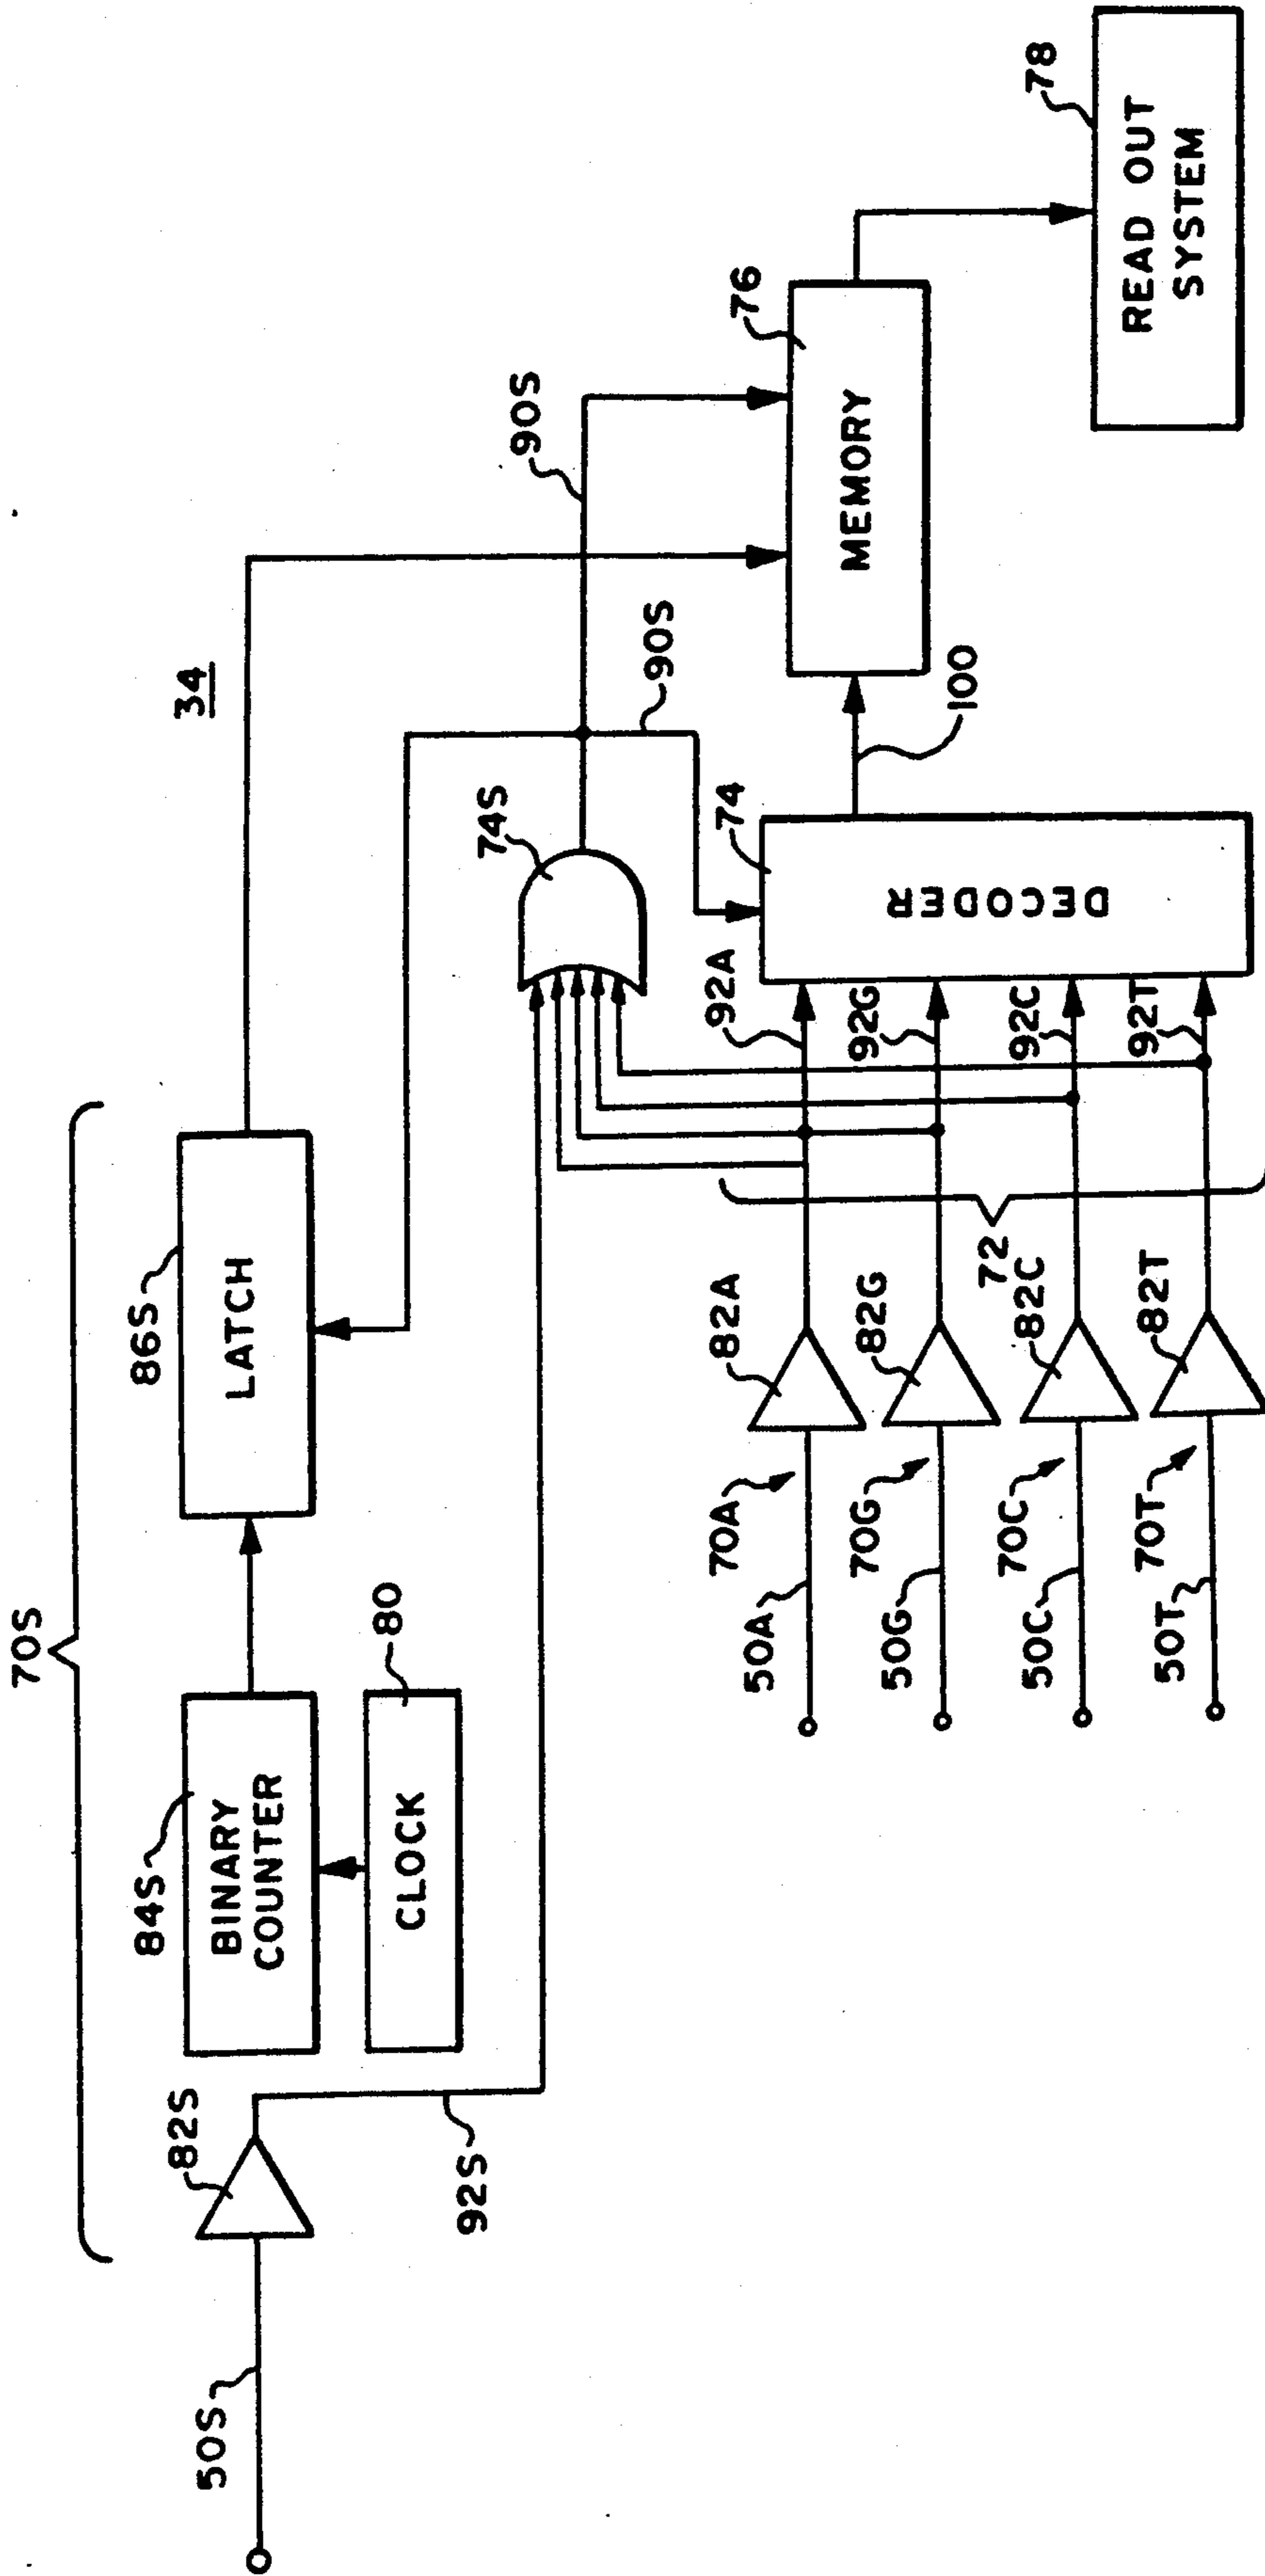 70S
50S
82S
92S
84S
BINARY
COUNTER
CLOCK
80
86S
LATCH
34
74S
90S
90S
50A
70A
82A
92A
50G
70G
82G
92G
50C
70C
82C
92C
50T
70T
82T
92T
72
74
DECODER
100
76
MEMORY
78
READ OUT
SYSTEM